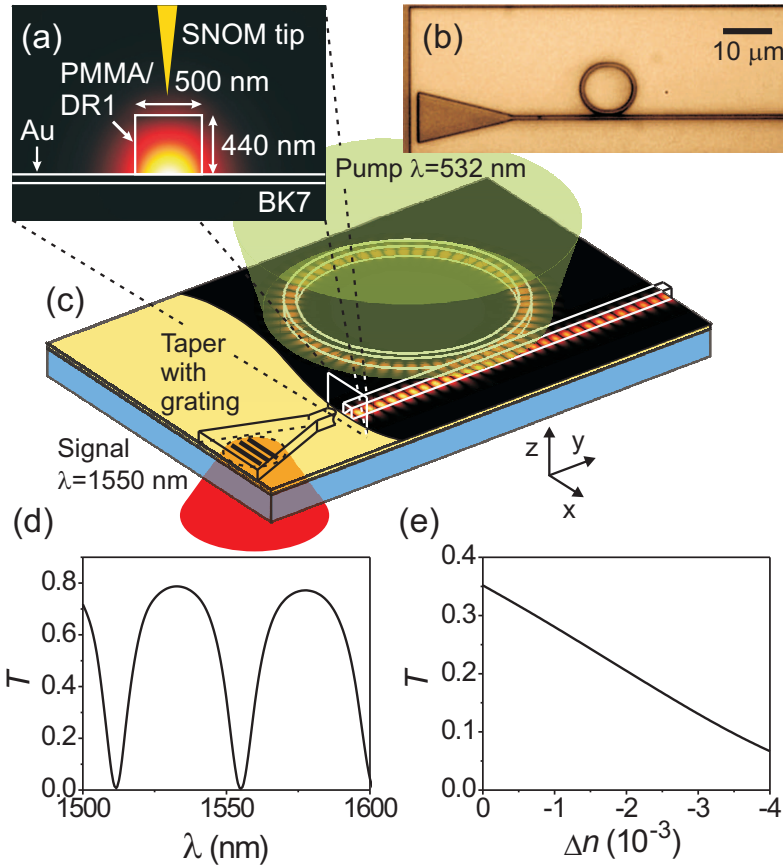 (a)
SNOM tip
PMMA/
DR1
500 nm
440 nm
Au
BK7
(b)
10 μm
Pump λ=532 nm
(c)
Taper
with
grating
Signal
λ=1550 nm
z
y
x
(d)
0.8
0.6
0.4
0.2
0.0
T
1500
1550
1600
λ (nm)
(e)
0.4
0.3
0.2
0.1
0.0
T
0
-1
-2
-3
-4
Δn (10⁻³)